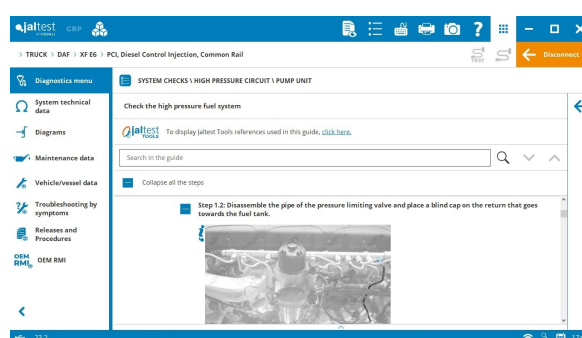 jaltest
GRP
?
> TRUCK > DAF > XF E6 > PCI, Diesel Control Injection, Common Rail
TEST
Disconnect
Diagnostics menu
SYSTEM CHECKS \ HIGH PRESSURE CIRCUIT \ PUMP UNIT
System technical
data
Check the high pressure fuel system
Diagrams
jaltest
TOOLS
To display Jaltest Tools references used in this guide, click here.
Maintenance data
Search in the guide
Vehicle/vessel data
Collapse all the steps
Troubleshooting by
symptoms
Step 1.2: Disassemble the pipe of the pressure limiting valve and place a blind cap on the return that goes
towards the fuel tank.
Releases and
Procedures
OEM
RMI
OEM RMI